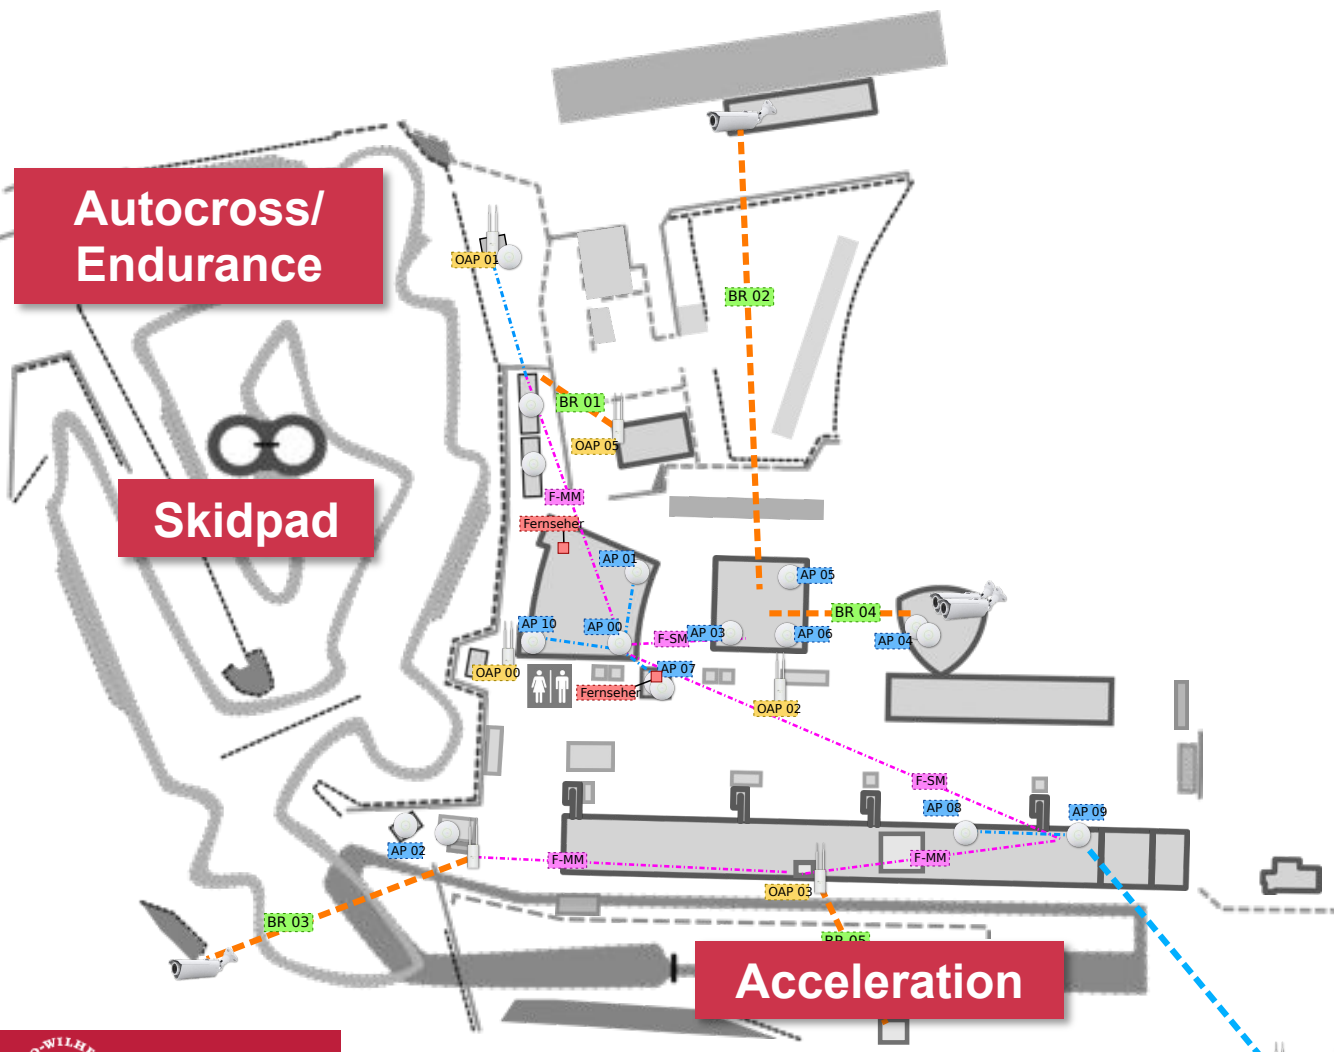 Autocross/
Endurance
OAP 01
BR 02
BR 01
OAP 05
Skidpad
F-MM
Fernseher
AP 01
AP 05
AP 10
AP 00
F-SM
AP 03
AP 06
BR 04
AP 04
OAP 00
AP 07
Fernseher
OAP 02
F-SM
AP 08
AP 09
AP 02
F-MM
F-MM
OAP 03
BR 03
BR 05
Acceleration